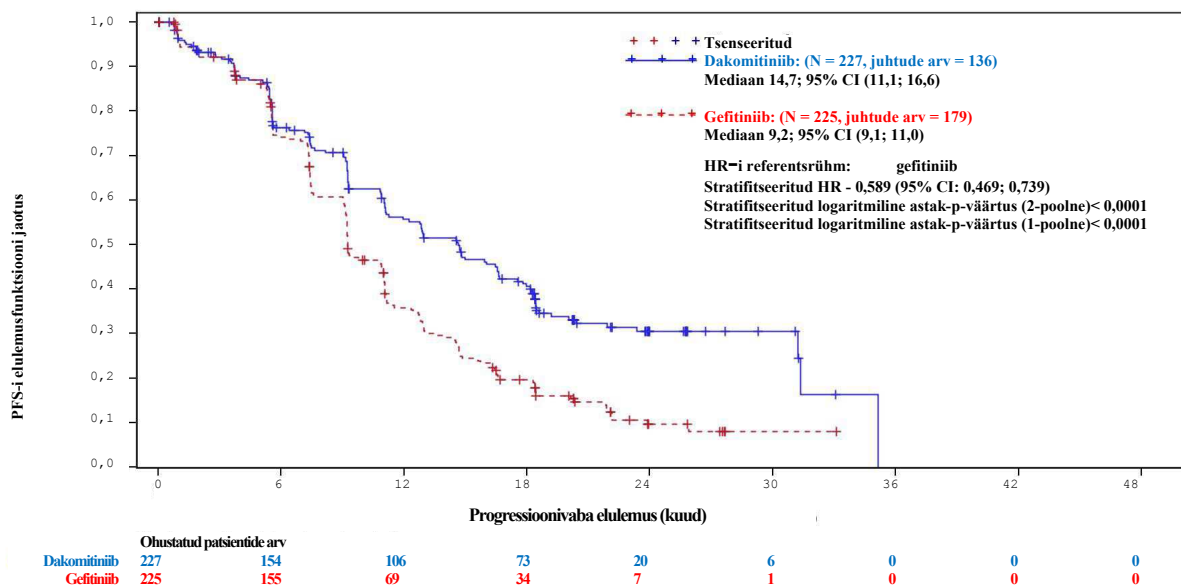 1,0
0,9
0,8
0,7
0,6
0,5
0,4
0,3
0,2
0,1
0,0
PFS-i elulemusfunktsiooni jaotus
Tsenseeritud
Dakomitiniib: (N = 227, juhtude arv = 136)
Mediaan 14,7; 95% CI (11,1; 16,6)
Gefitiniib: (N = 225, juhtude arv = 179)
Mediaan 9,2; 95% CI (9,1; 11,0)
HR-i referentsrühm: gefitiniib
Stratifitseeritud HR - 0,589 (95% CI: 0,469; 0,739)
Stratifitseeritud logaritmiline astak-p-väärtus (2-poolne)< 0,0001
Stratifitseeritud logaritmiline astak-p-väärtus (1-poolne)< 0,0001
0 6 12 18 24 30 36 42 48
Progressioonivaba elulemus (kuud)
Ohustatud patsientide arv
Dakomitiniib 227 154 106 73 20 6 0 0 0
Gefitiniib 225 155 69 34 7 1 0 0 0